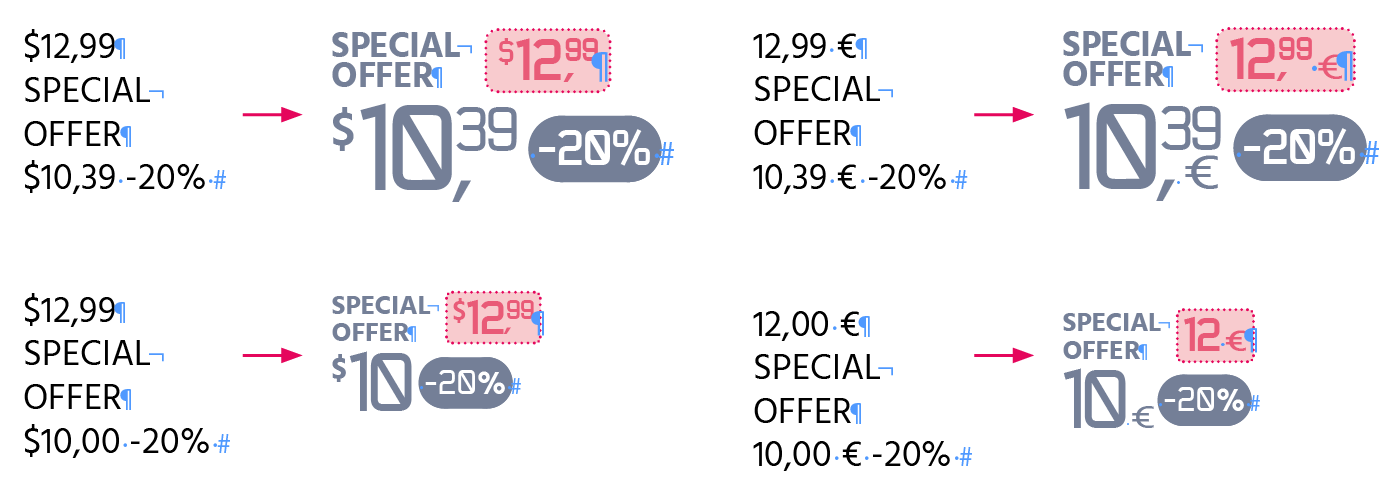 $12,99¶
SPECIAL¬
OFFER¶
$10,39·-20%·#
SPECIAL¬
OFFER¶
$12,99¶
$10,39
·-20%·#
12,99·€¶
SPECIAL¬
OFFER¶
10,39·€·-20%·#
SPECIAL¬
OFFER¶
12,99·€¶
10,39·€
·-20%·#
$12,99¶
SPECIAL¬
OFFER¶
$10,00·-20%·#
SPECIAL¬
OFFER¶
$12,99¶
$10
-20%·#
12,00·€¶
SPECIAL¬
OFFER¶
10,00·€·-20%·#
SPECIAL¬
OFFER¶
12·€¶
10·€
-20%·#